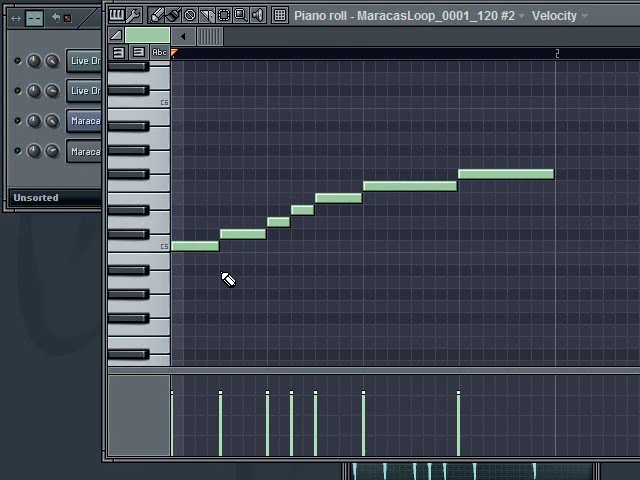 Piano roll - MaracasLoop_0001_120 #2 Velocity
Abc
2
Live Dr
Live Dr
Maraca
Maraca
Unsorted
C6
C5